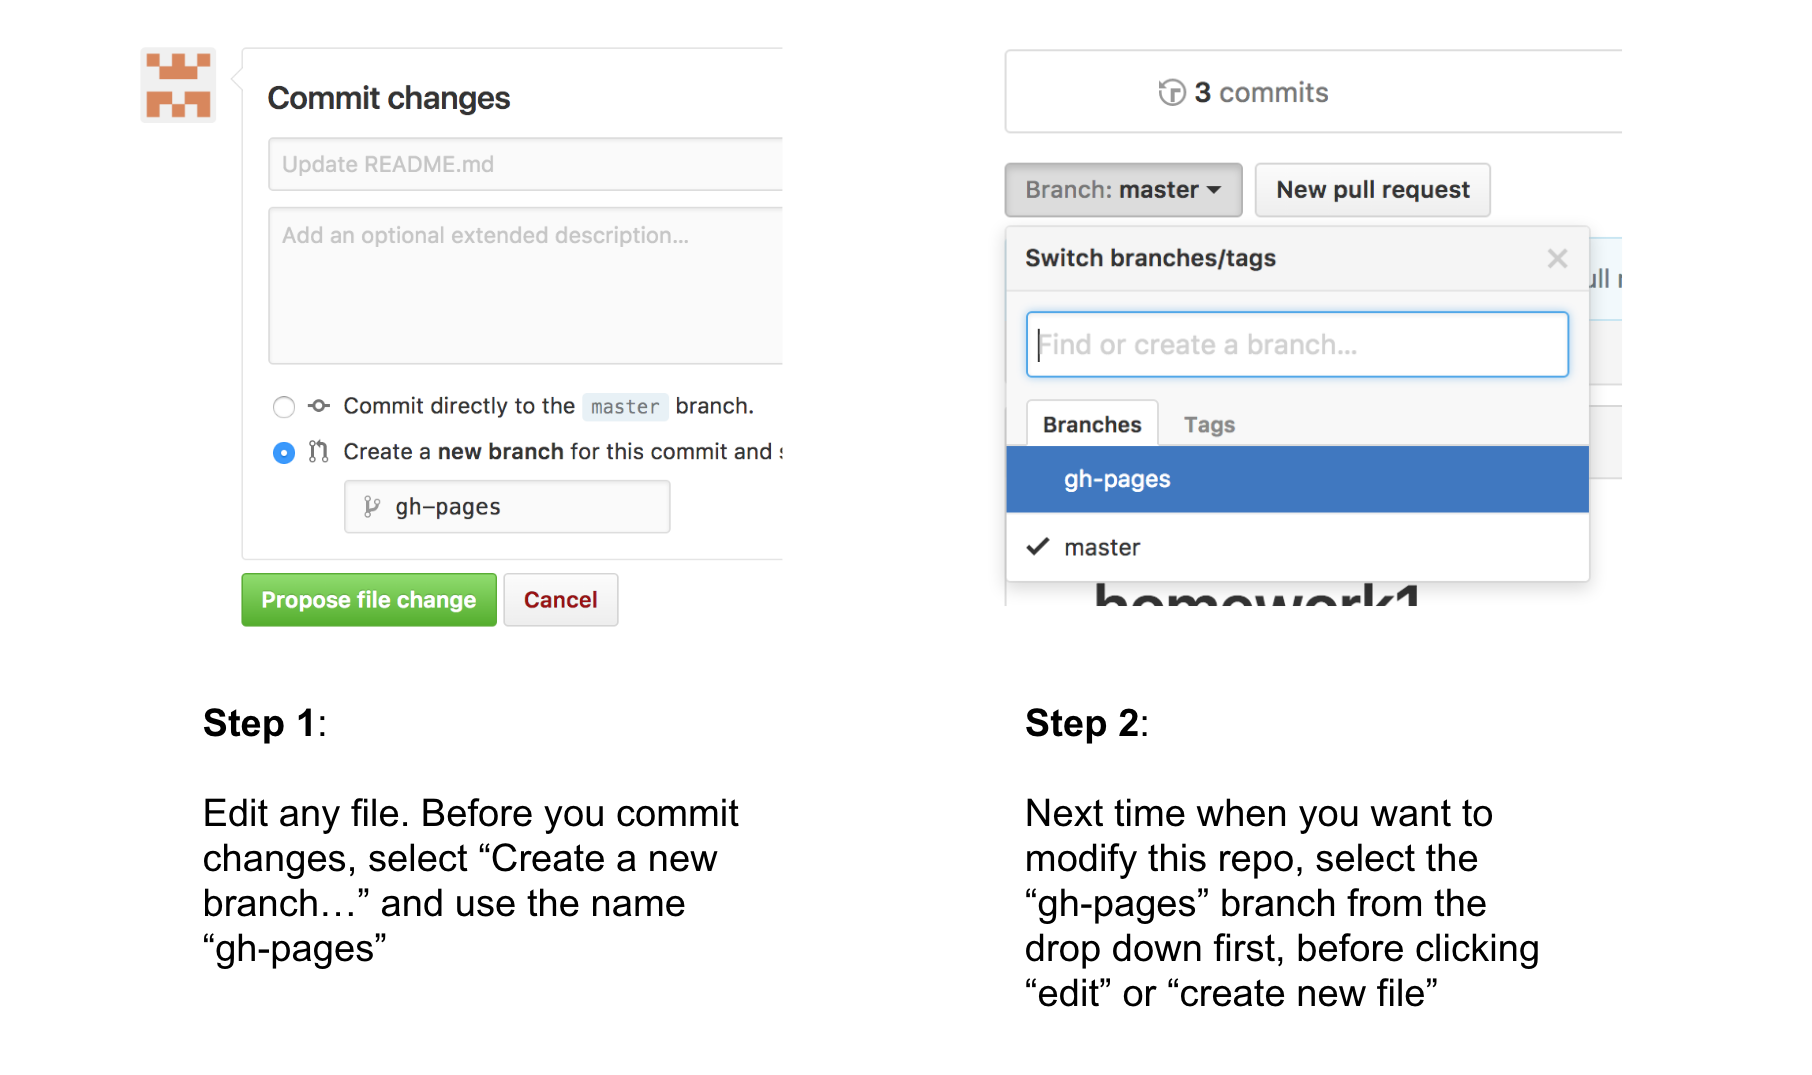 Commit changes
Update README.md
Add an optional extended description...
Commit directly to the master branch.
Create a new branch for this commit and
gh-pages
Propose file change
Cancel
Step 1:
Edit any file. Before you commit
changes, select “Create a new
branch…” and use the name
“gh-pages”
3 commits
Branch: master
New pull request
Switch branches/tags
Find or create a branch...
Branches
Tags
gh-pages
master
homework1
Step 2:
Next time when you want to
modify this repo, select the
“gh-pages” branch from the
drop down first, before clicking
“edit” or “create new file”